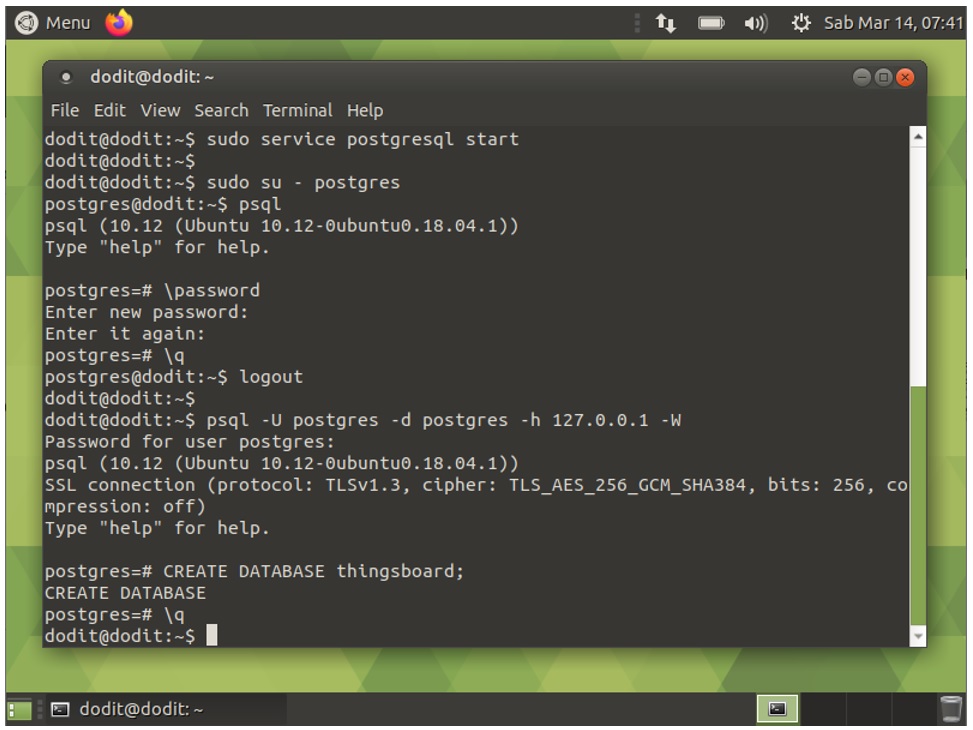 Menu
Sab Mar 14, 07:41
dodit@dodit: ~
File Edit View Search Terminal Help
dodit@dodit:~$ sudo service postgresql start
dodit@dodit:~$
dodit@dodit:~$ sudo su - postgres
postgres@dodit:~$ psql
psql (10.12 (Ubuntu 10.12-0ubuntu0.18.04.1))
Type "help" for help.
postgres=# \password
Enter new password:
Enter it again:
postgres=# \q
postgres@dodit:~$ logout
dodit@dodit:~$
dodit@dodit:~$ psql -U postgres -d postgres -h 127.0.0.1 -W
Password for user postgres:
psql (10.12 (Ubuntu 10.12-0ubuntu0.18.04.1))
SSL connection (protocol: TLSv1.3, cipher: TLS_AES_256_GCM_SHA384, bits: 256, co
mpression: off)
Type "help" for help.
postgres=# CREATE DATABASE thingsboard;
CREATE DATABASE
postgres=# \q
dodit@dodit:~$
dodit@dodit: ~